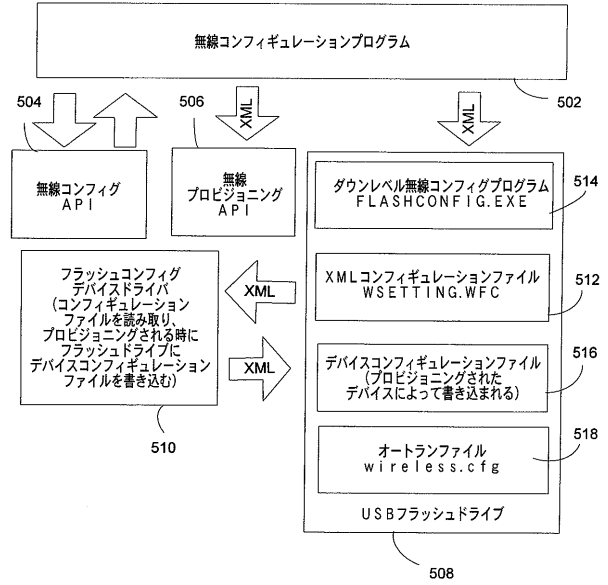 無線コンフィギュレーションプログラム
502
504
506
XML
XML
無線コンフィグ
API
無線
プロビジョニング
API
ダウンレベル無線コンフィグプログラム
FLASHCONFIG.EXE
514
フラッシュコンフィグ
デバイスドライバ
(コンフィギュレーション
ファイルを読み取り、
プロビジョニングされる時に
フラッシュドライブに
デバイスコンフィギュレーション
ファイルを書き込む)
510
XML
XML
XMLコンフィギュレーションファイル
WSETTING.WFC
512
デバイスコンフィギュレーションファイル
(プロビジョニングされた
デバイスによって書き込まれる)
516
オートランファイル
wireless.cfg
518
USBフラッシュドライブ
508